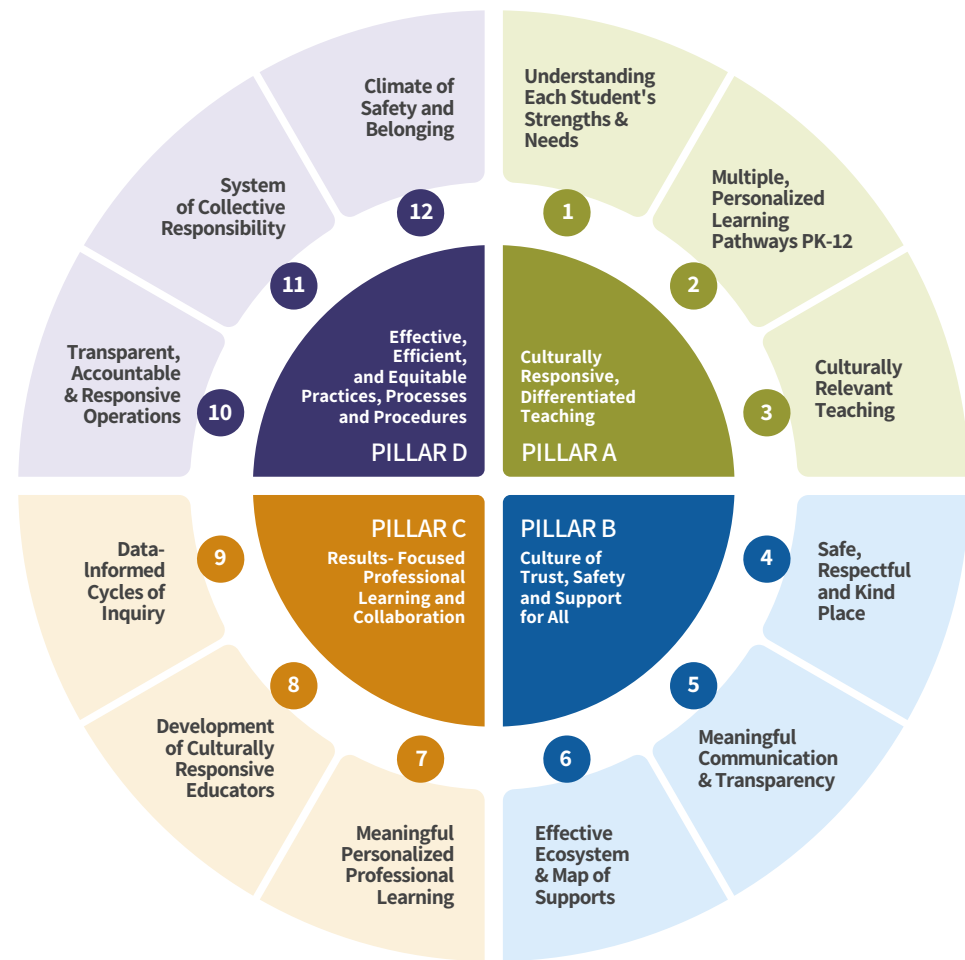 Understanding
Each Student's
Strengths &
Needs
1
Multiple,
Personalized
Learning
Pathways PK-12
2
Culturally
Relevant
Teaching
3
Culturally
Responsive,
Differentiated
Teaching
PILLAR A
Safe,
Respectful
and Kind
Place
4
Meaningful
Communication
& Transparency
5
Effective
Ecosystem
& Map of
Supports
6
PILLAR B
Culture of
Trust, Safety
and Support
for All
Meaningful
Personalized
Professional
Learning
7
Development
of Culturally
Responsive
Educators
8
Data-
Informed
Cycles of
Inquiry
9
PILLAR C
Results- Focused
Professional
Learning and
Collaboration
Transparent,
Accountable
& Responsive
Operations
10
System
of Collective
Responsibility
11
Climate of
Safety and
Belonging
12
Effective,
Efficient,
and Equitable
Practices, Processes
and Procedures
PILLAR D